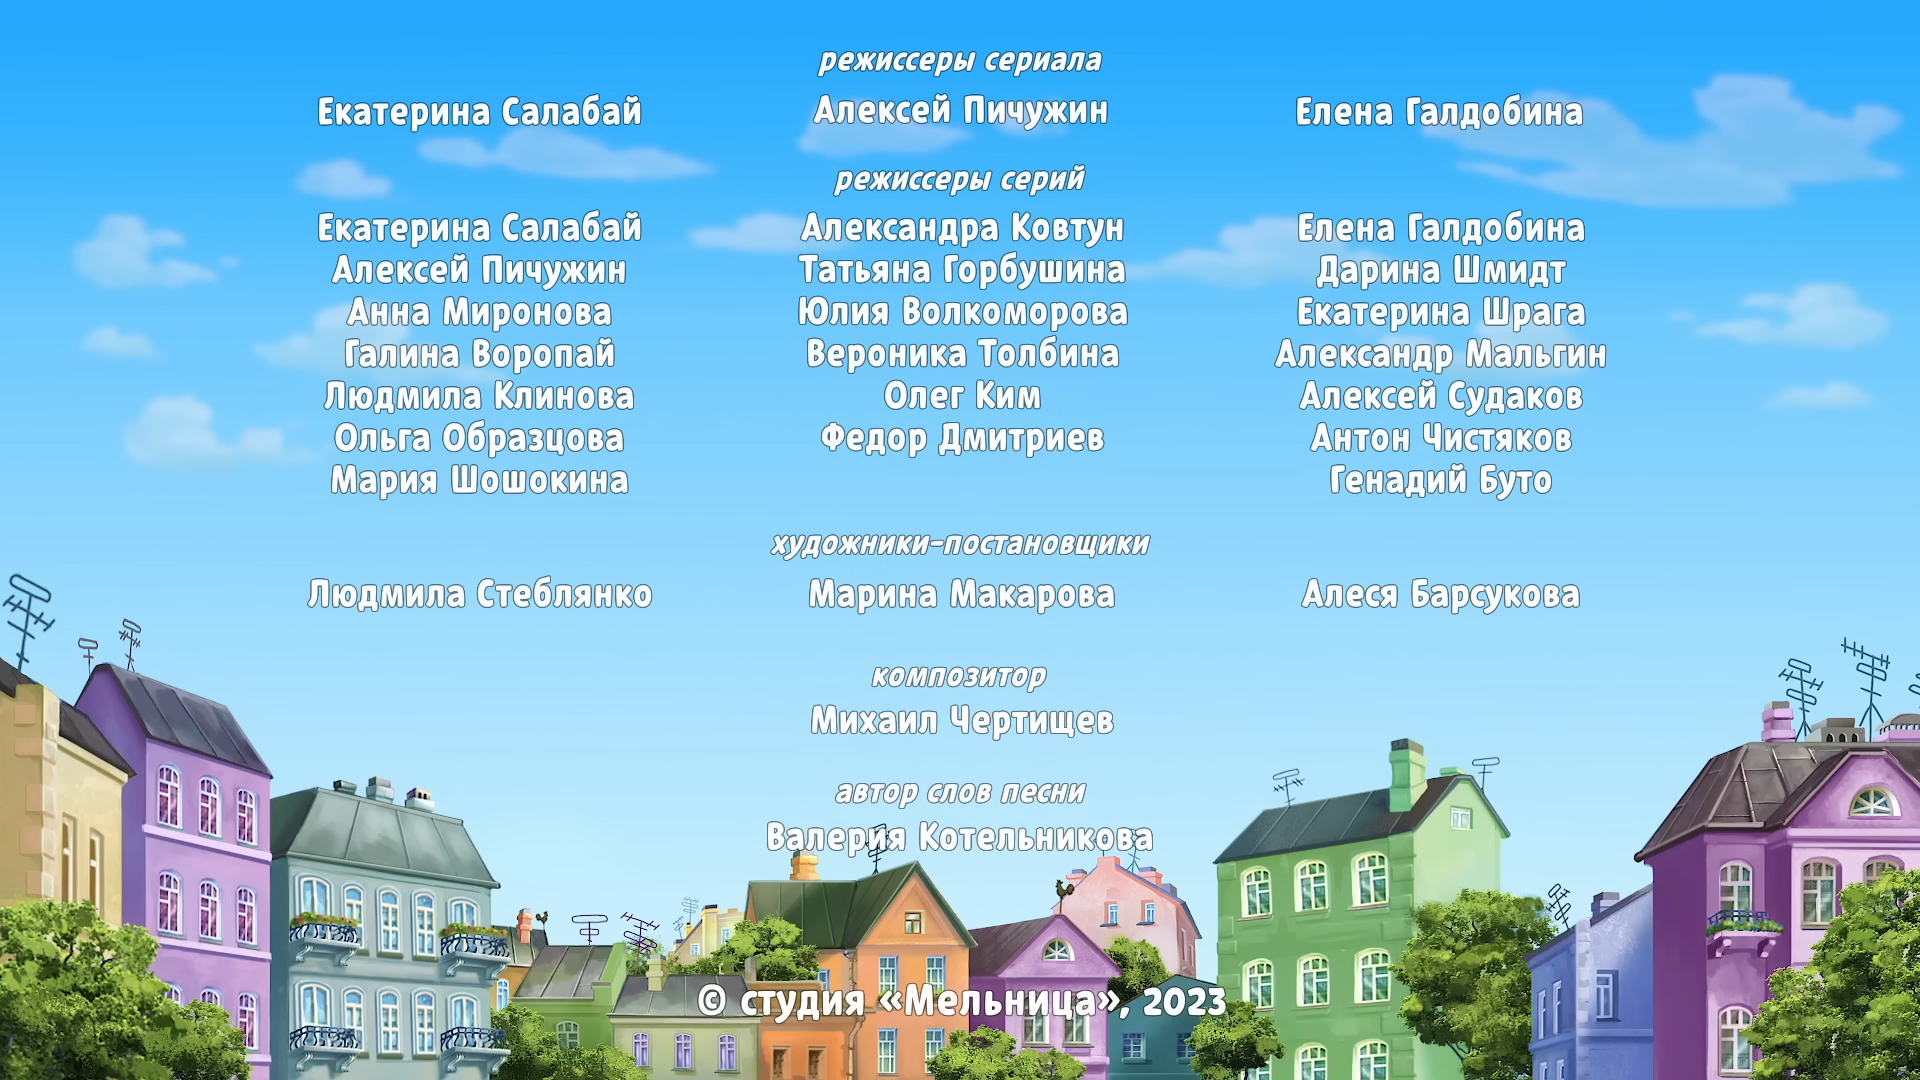 режиссеры сериала
Екатерина Салабай Алексей Пичужин Елена Галдобина
режиссеры серий
Екатерина Салабай Александра Ковтун Елена Галдобина
Алексей Пичужин Татьяна Горбушина Дарина Шмидт
Анна Миронова Юлия Волкоморова Екатерина Шрага
Галина Воропай Вероника Толбина Александр Мальгин
Людмила Клинова Олег Ким Алексей Судаков
Ольга Образцова Федор Дмитриев Антон Чистяков
Мария Шошокина Генадий Буто
художники-постановщики
Людмила Стеблянко Марина Макарова Алеся Барсукова
композитор
Михаил Чертищев
автор слов песни
Валерия Котельникова
© студия «Мельница», 2023